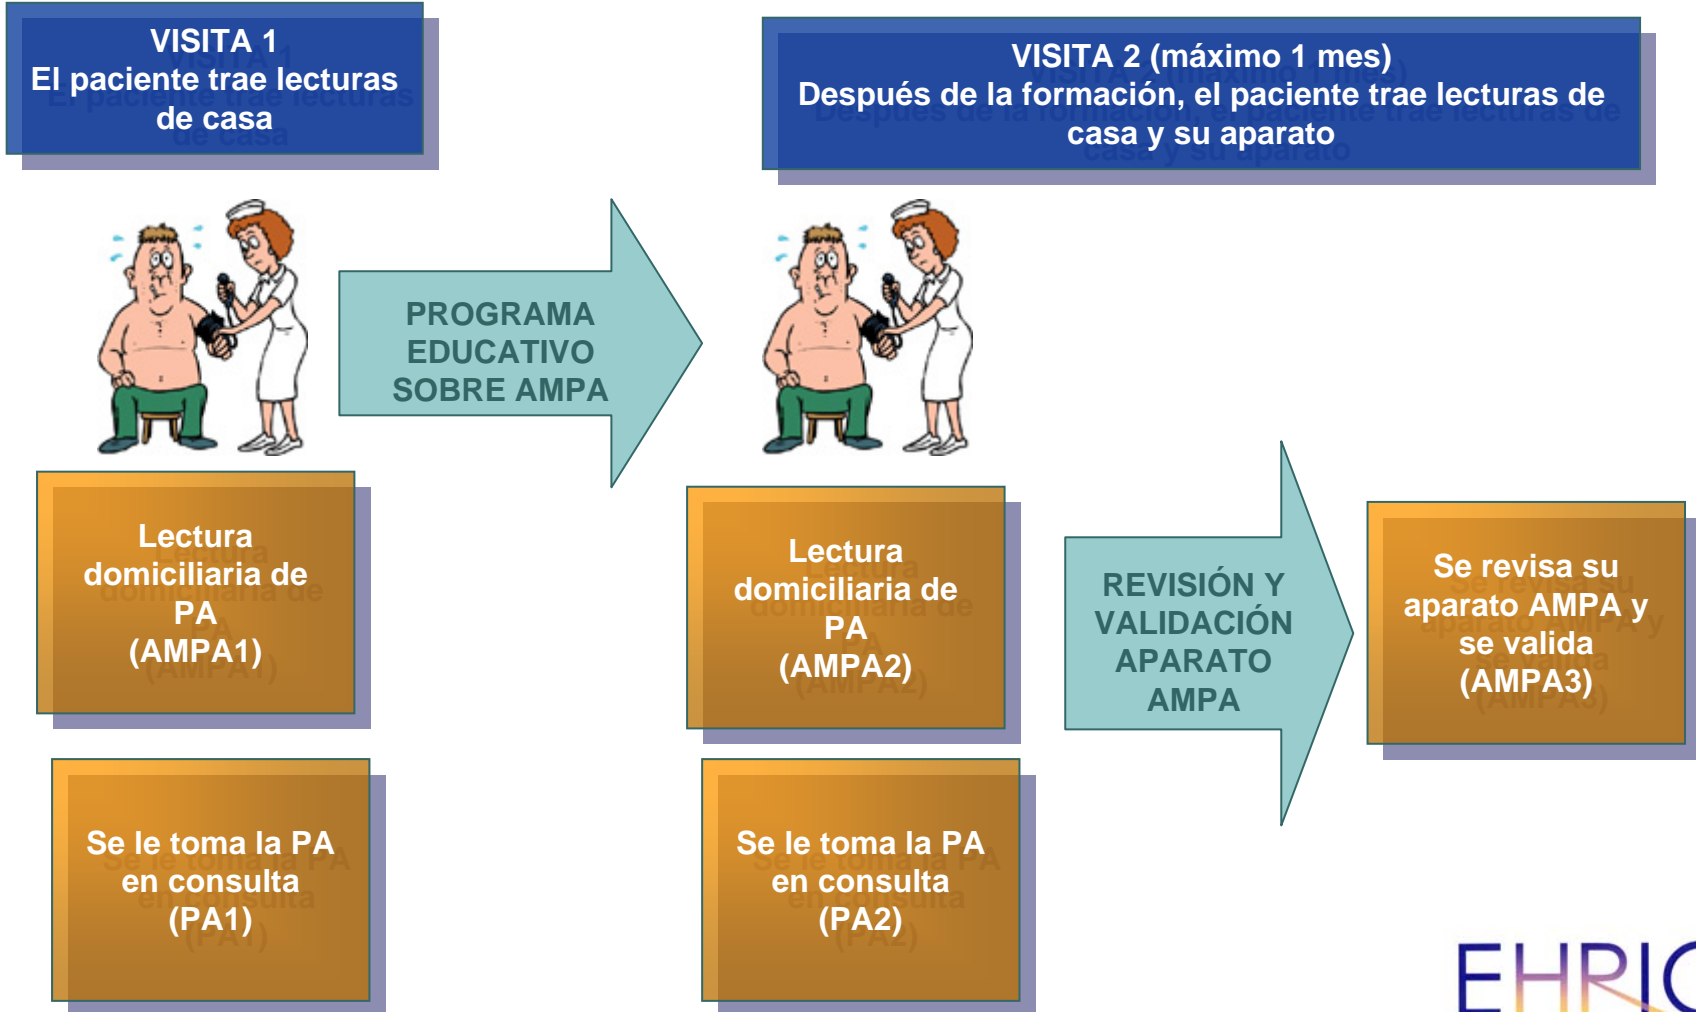 VISITA 1
El paciente trae lecturas
de casa
VISITA 2 (máximo 1 mes)
Después de la formación, el paciente trae lecturas de
casa y su aparato
PROGRAMA
EDUCATIVO
SOBRE AMPA
Lectura
domiciliaria de
PA
(AMPA1)
Lectura
domiciliaria de
PA
(AMPA2)
REVISIÓN Y
VALIDACIÓN
APARATO
AMPA
Se revisa su
aparato AMPA y
se valida
(AMPA3)
Se le toma la PA
en consulta
(PA1)
Se le toma la PA
en consulta
(PA2)